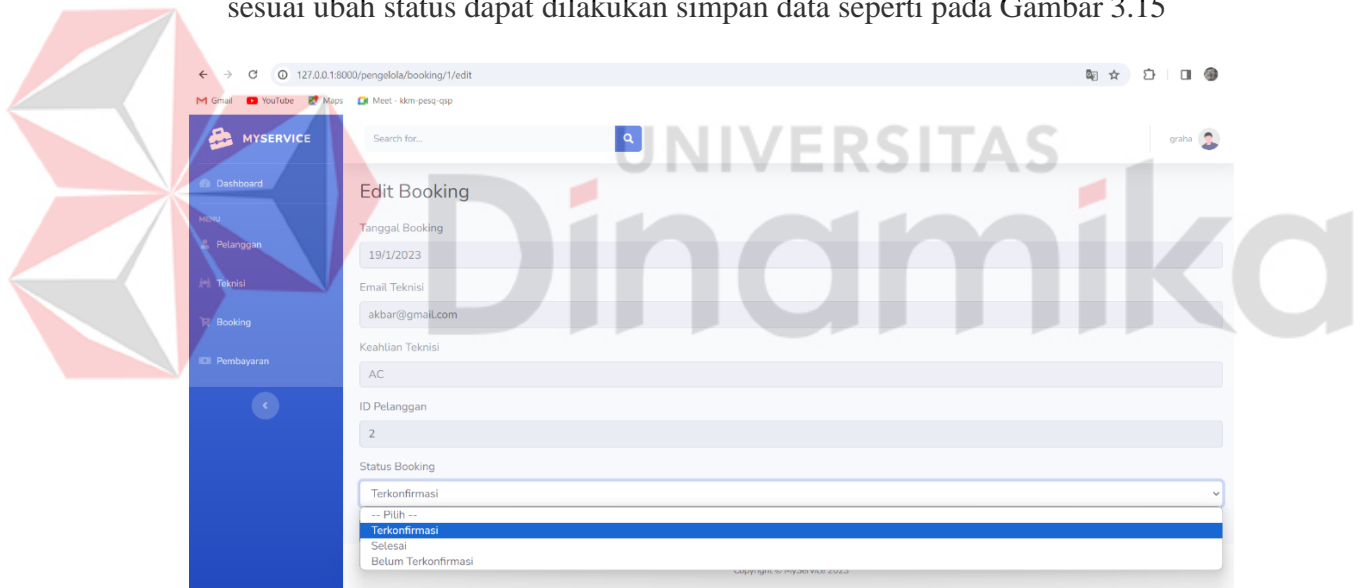 sesuai ubah status dapat dilakukan simpan data seperti pada Gambar 3.15
127.0.0.1:8000/pengelola/booking/1/edit
Gmail YouTube Maps Meet - kkm-pesq-qsp
MYSERVICE
Search for...
graha
UNIVERSITAS
Dinamika
Dashboard
MENU
Pelanggan
Teknisi
Booking
Pembayaran
Edit Booking
Tanggal Booking
19/1/2023
Email Teknisi
akbar@gmail.com
Keahlian Teknisi
AC
ID Pelanggan
2
Status Booking
Terkonfirmasi
-- Pilih --
Terkonfirmasi
Selesai
Belum Terkonfirmasi
Copyright © MyService 2023